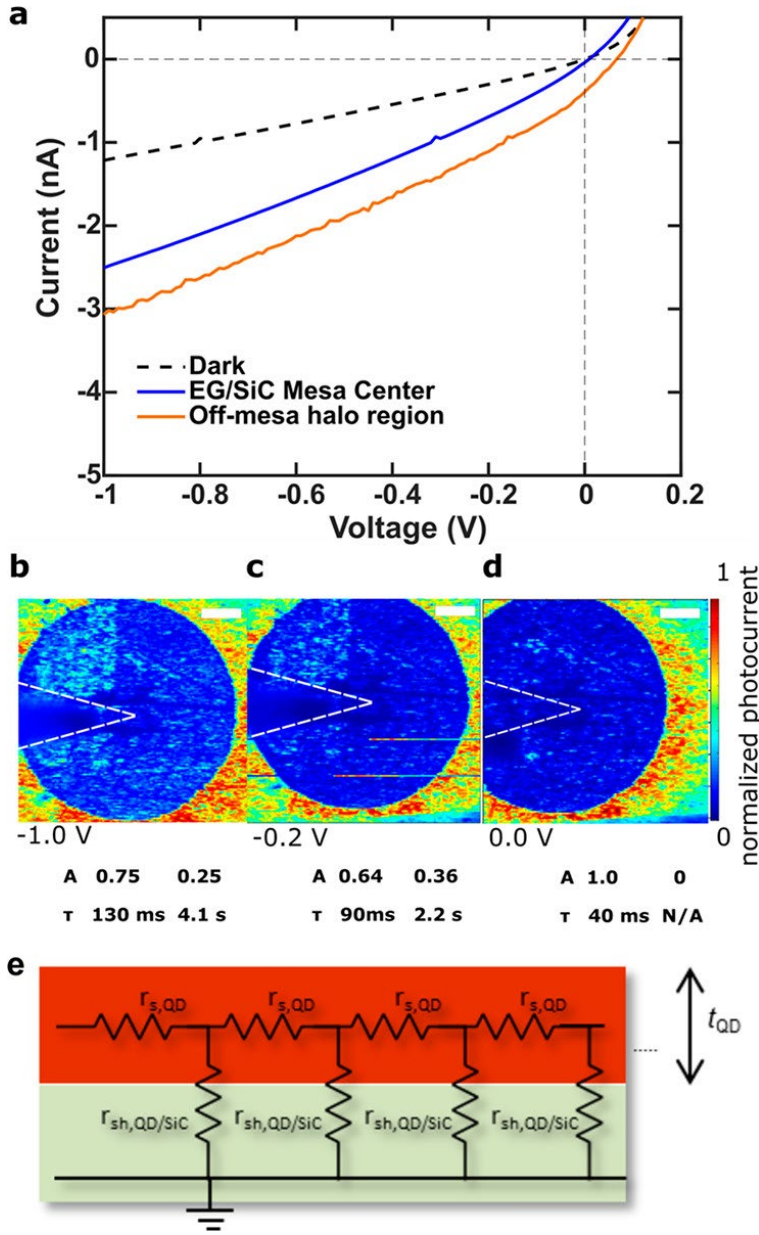 a
Current (nA)
0
-1
-2
-3
-4
-5
Dark
EG/SiC Mesa Center
Off-mesa halo region
-1 -0.8 -0.6 -0.4 -0.2 0 0.2
Voltage (V)
b c d
1
normalized photocurrent
0
-1.0 V -0.2 V 0.0 V
A 0.75 0.25 A 0.64 0.36 A 1.0 0
τ 130 ms 4.1 s τ 90ms 2.2 s τ 40 ms N/A
e
rs,QD rs,QD rs,QD rs,QD
tQD
rsh,QD/SiC rsh,QD/SiC rsh,QD/SiC rsh,QD/SiC